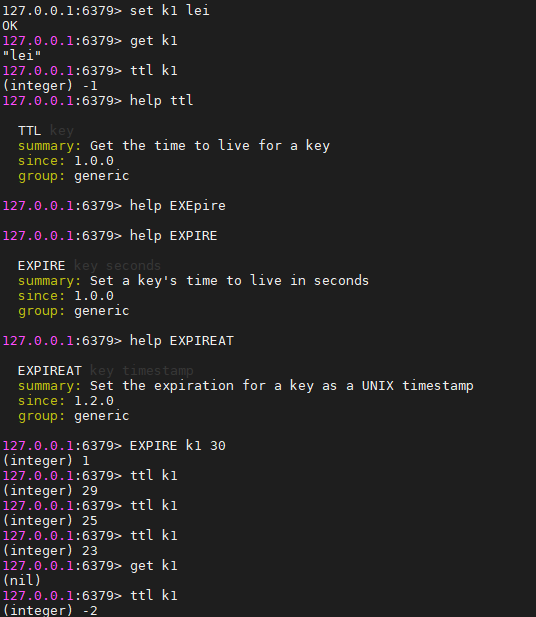 127.0.0.1:6379> set k1 lei
OK
127.0.0.1:6379> get k1
"lei"
127.0.0.1:6379> ttl k1
(integer) -1
127.0.0.1:6379> help ttl
TTL key
summary: Get the time to live for a key
since: 1.0.0
group: generic
127.0.0.1:6379> help EXEpire
127.0.0.1:6379> help EXPIRE
EXPIRE key seconds
summary: Set a key's time to live in seconds
since: 1.0.0
group: generic
127.0.0.1:6379> help EXPIREAT
EXPIREAT key timestamp
summary: Set the expiration for a key as a UNIX timestamp
since: 1.2.0
group: generic
127.0.0.1:6379> EXPIRE k1 30
(integer) 1
127.0.0.1:6379> ttl k1
(integer) 29
127.0.0.1:6379> ttl k1
(integer) 25
127.0.0.1:6379> ttl k1
(integer) 23
127.0.0.1:6379> get k1
(nil)
127.0.0.1:6379> ttl k1
(integer) -2